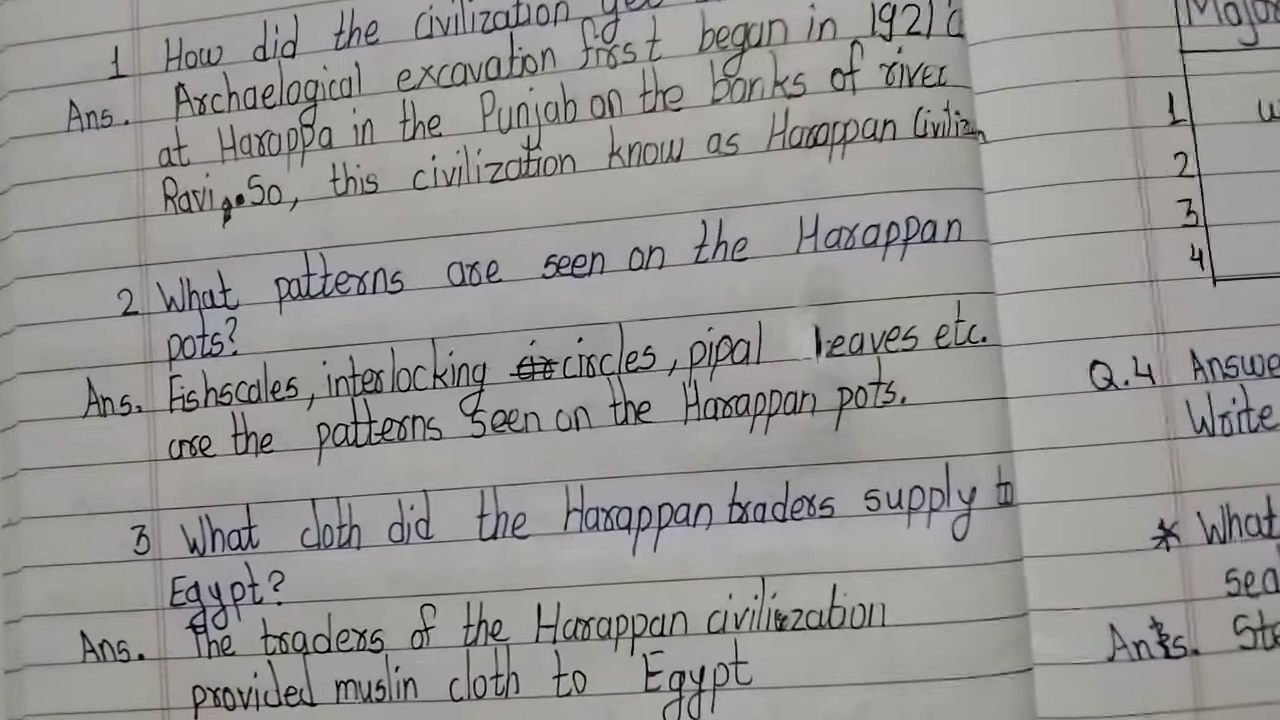 1 How did the civilization
Ans. Archaelogical excavation first began in 1921
at Harappa in the Punjab on the banks of river
Ravi. So, this civilization know as Harappan
2 What patterns are seen on the Harappan
pots?
Ans. Fishscales, interlocking circles, pipal leaves etc.
are the patterns seen on the Harappan pots.
3 What cloth did the Harappan traders supply to
Egypt?
Ans. The traders of the Harappan civilization
provided muslin cloth to Egypt
Major
1
2
3
4
Q.4 Answe
Write
* What
sea
Ans. St